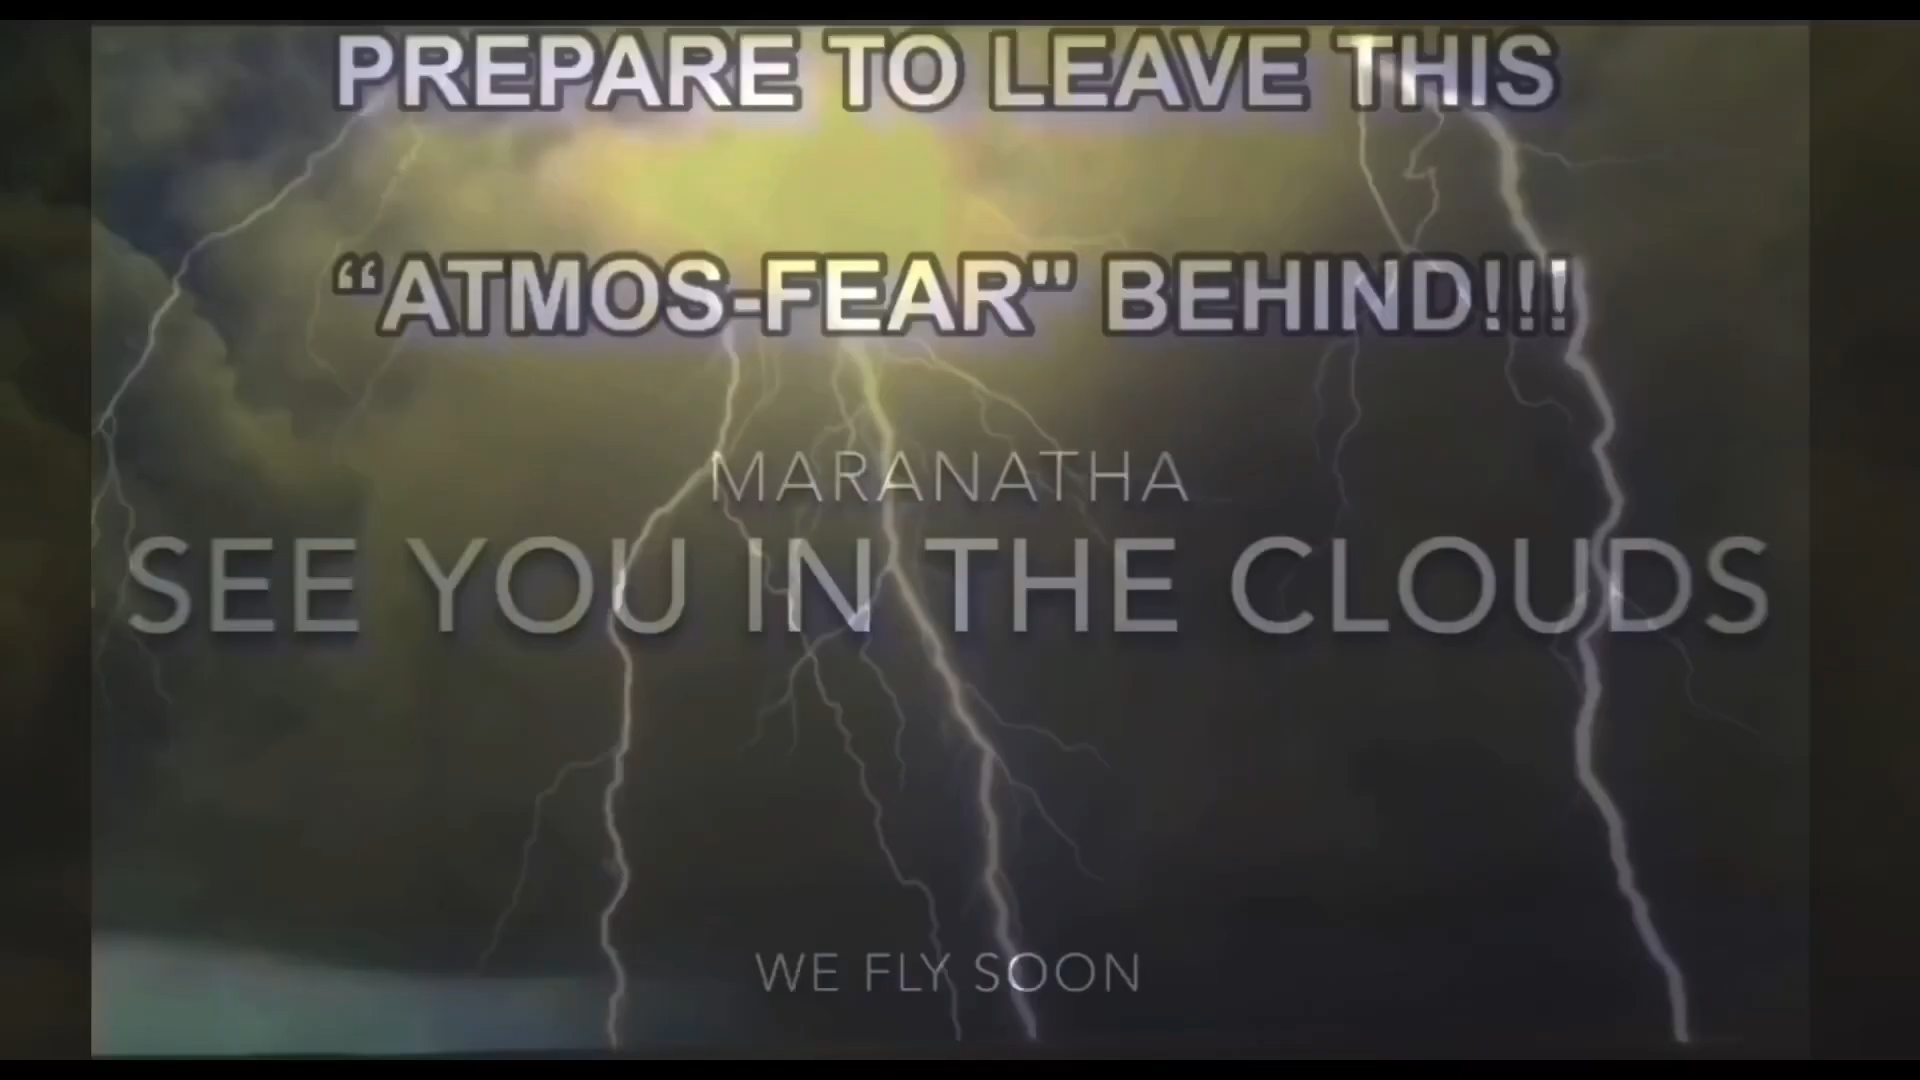 PREPARE TO LEAVE THIS
“ATMOS-FEAR" BEHIND!!!
MARANATHA
SEE YOU IN THE CLOUDS
WE FLY SOON